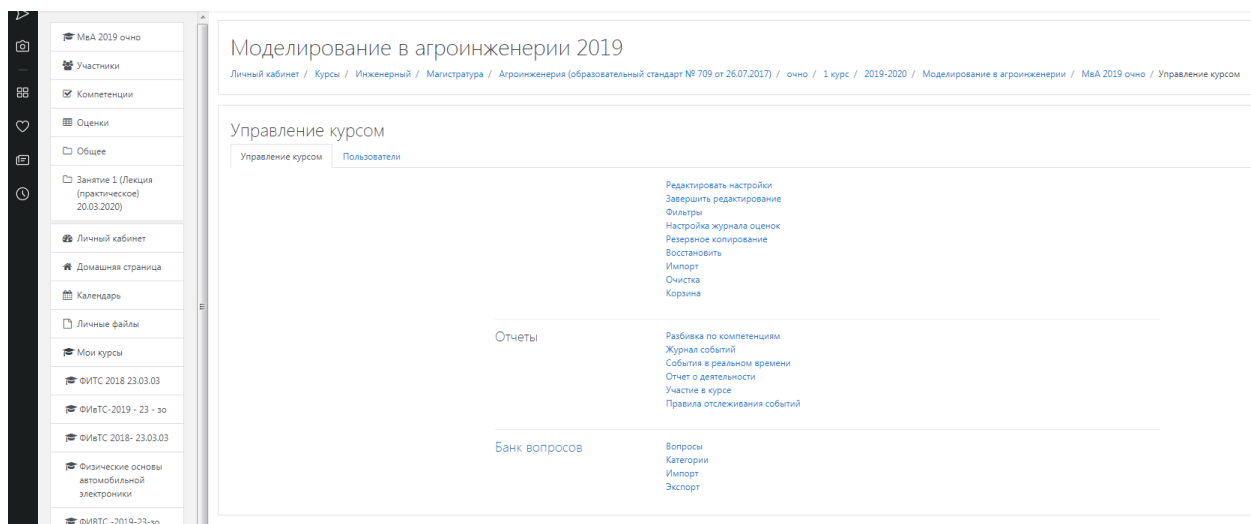 МвА 2019 очно
Участники
Компетенции
Оценки
Общее
Занятие 1 (Лекция
(практическое)
20.03.2020)
Личный кабинет
Домашняя страница
Календарь
Личные файлы
Мои курсы
ФИТС 2018 23.03.03
ФИвТС-2019 - 23 - зо
ФИвТС 2018- 23.03.03
Физические основы
автомобильной
электроники
ФИВТС -2019-23-зо
Моделирование в агроинженерии 2019
Личный кабинет / Курсы / Инженерный / Магистратура / Агроинженерия (образовательный стандарт № 709 от 26.07.2017) / очно / 1 курс / 2019-2020 / Моделирование в агроинженерии / МвА 2019 очно / Управление курсом
Управление курсом
Управление курсом Пользователи
Редактировать настройки
Завершить редактирование
Фильтры
Настройка журнала оценок
Резервное копирование
Восстановить
Импорт
Очистка
Корзина
Отчеты
Разбивка по компетенциям
Журнал событий
События в реальном времени
Отчет о деятельности
Участие в курсе
Правила отслеживания событий
Банк вопросов
Вопросы
Категории
Импорт
Экспорт